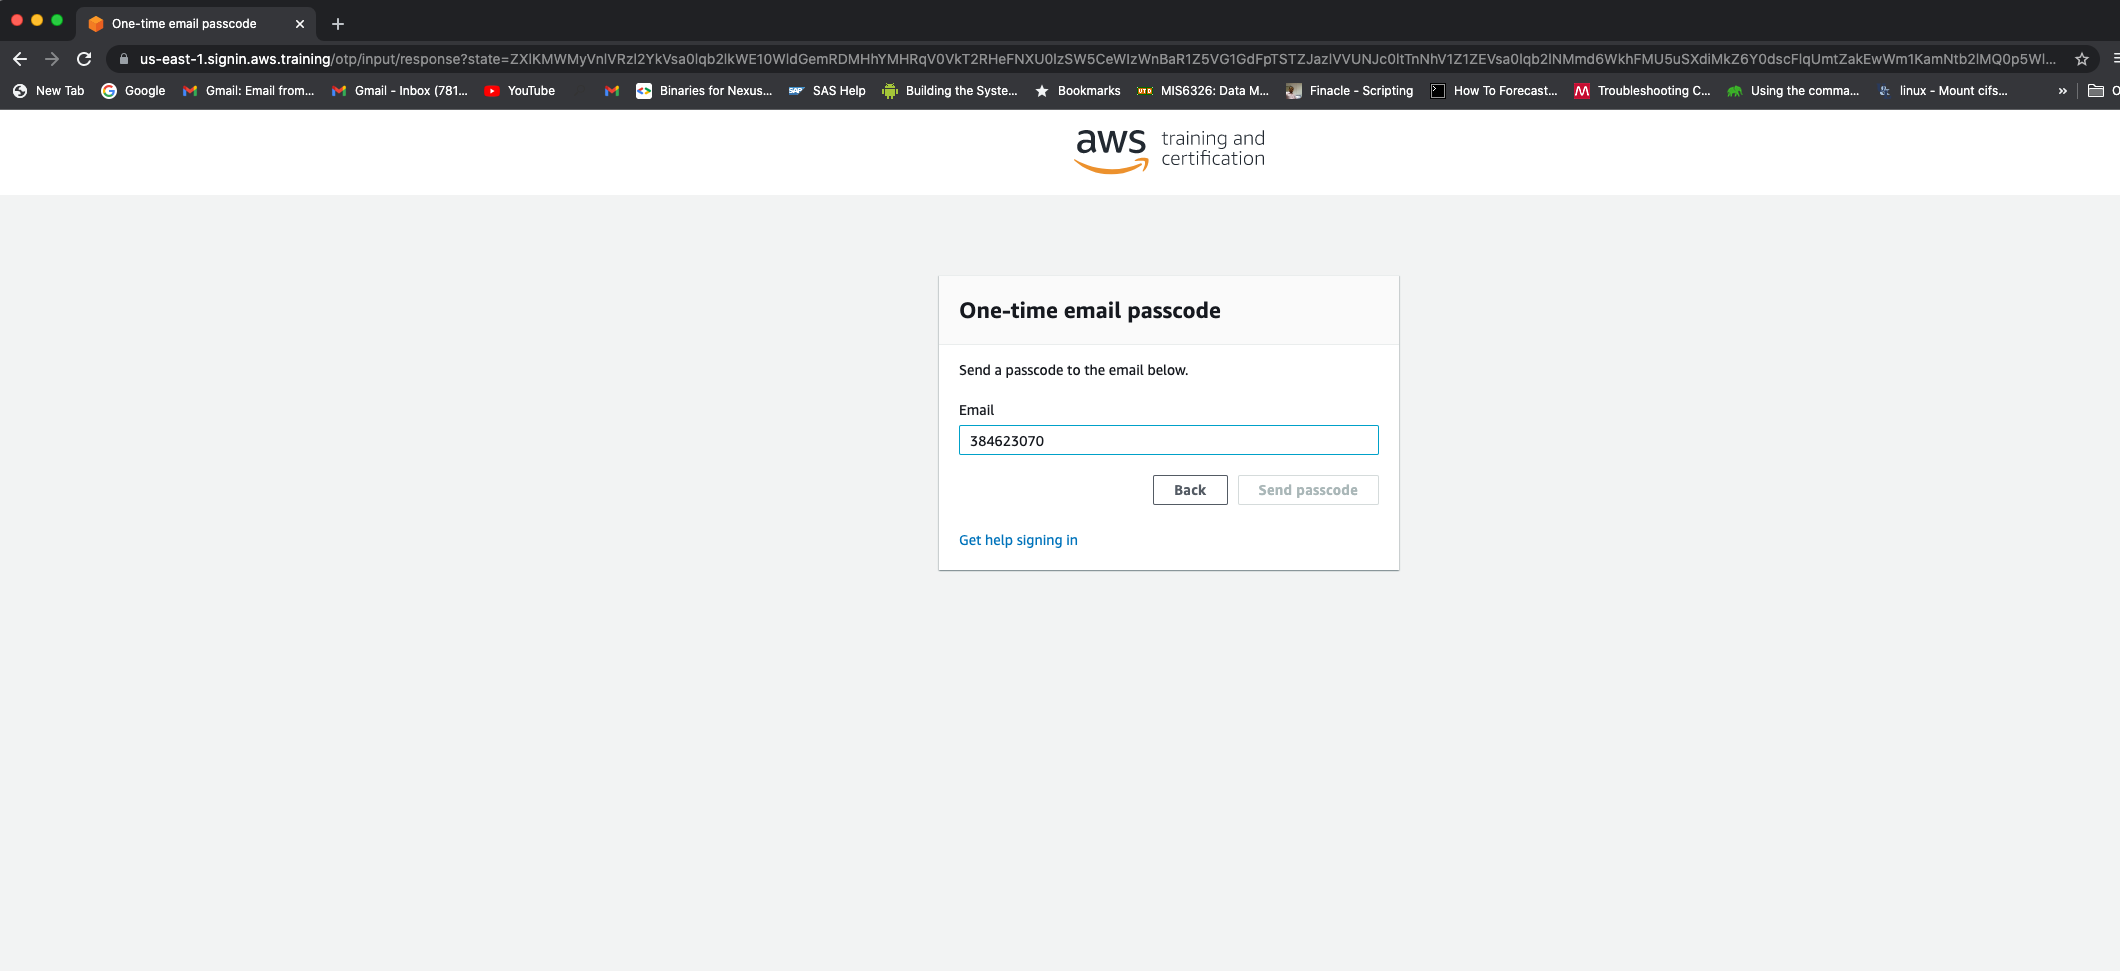 One-time email passcode
us-east-1.signin.aws.training/otp/input/response?state=ZXlKMWMyVnlVRzl2YkVsa0lqb2lkWE10WldGemRDMHhYMHRqV0VkT2RHeFNXU0lzSW5CeWIzWnBaR1Z5VG1GdFpTSTZJazlVVUNJc0ltTnNhV1Z1ZEVsa0lqb2lNMmd6WkhFMU5uSXdiMkZ6Y0dscFlqUmtZakEwWm1KamNtb2lMQ0p5Wl...
New Tab Google Gmail: Email from... Gmail - Inbox (781... YouTube Binaries for Nexus... SAP SAS Help Building the Syste... Bookmarks UTD MIS6326: Data M... Finacle - Scripting How To Forecast... Troubleshooting C... Using the comma... linux - Mount cifs... »
aws training and
certification
One-time email passcode
Send a passcode to the email below.
Email
384623070
Back Send passcode
Get help signing in